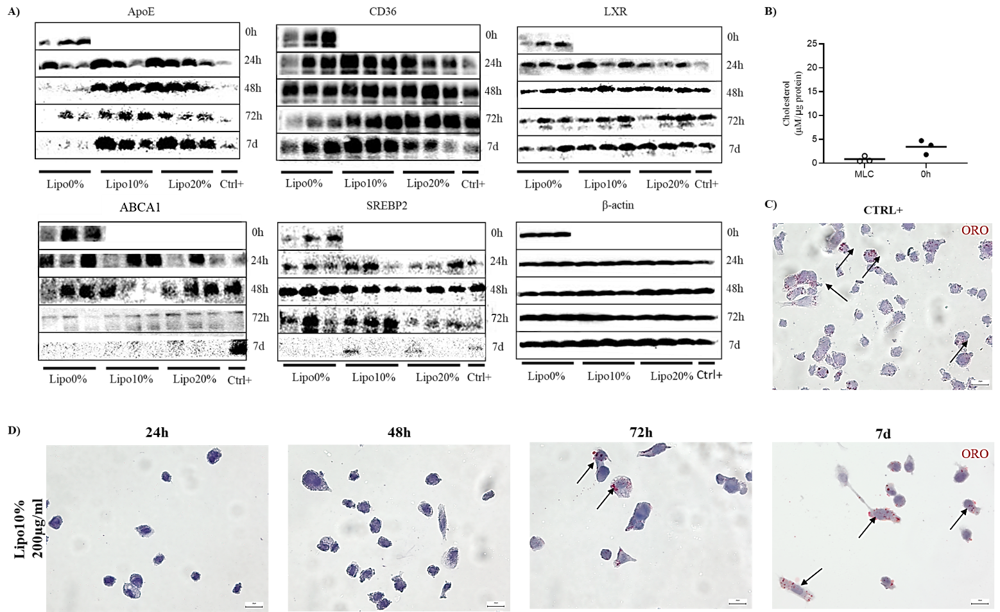 A)
ApoE
CD36
LXR
B)
0h
24h
48h
72h
7d
Lipo0%
Lipo10%
Lipo20%
Ctrl+
0h
24h
48h
72h
7d
Lipo0%
Lipo10%
Lipo20%
Ctrl+
0h
24h
48h
72h
7d
Lipo0%
Lipo10%
Lipo20%
Ctrl+
25
20
15
10
5
0
Cholesterol
(µM/µg protein)
MLC
0h
ABCA1
SREBP2
β-actin
0h
24h
48h
72h
7d
Lipo0%
Lipo10%
Lipo20%
Ctrl+
0h
24h
48h
72h
7d
Lipo0%
Lipo10%
Lipo20%
Ctrl+
0h
24h
48h
72h
7d
Lipo0%
Lipo10%
Lipo20%
Ctrl+
C)
CTRL+
ORO
D)
24h
48h
72h
7d
Lipo10%
200µg/ml
ORO